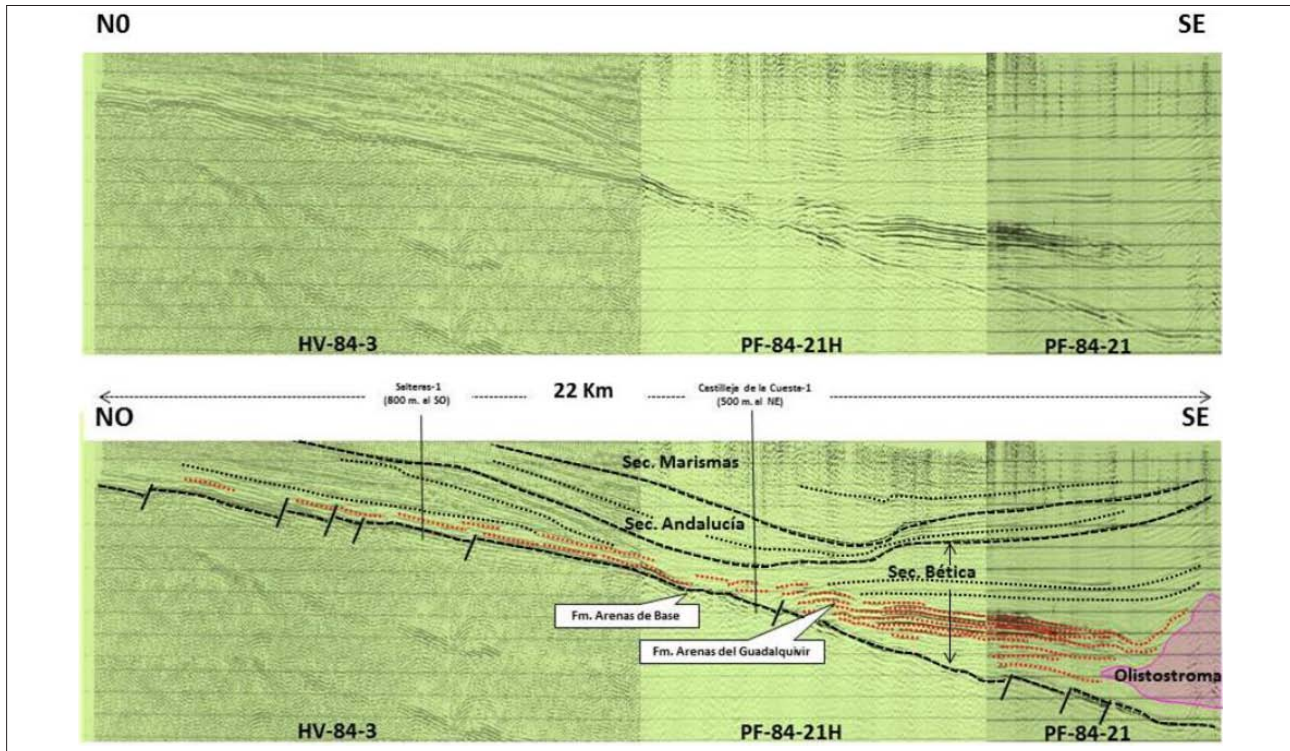 N0 SE
HV-84-3 PF-84-21H PF-84-21
Salteras-1
(800 m. al SO)
22 Km
Castilleja de la Cuesta-1
(500 m. al NE)
NO SE
Sec. Marismas
Sec. Andalucía
Sec. Bética
Fm. Arenas de Base
Fm. Arenas del Guadalquivir
Olistostroma
HV-84-3 PF-84-21H PF-84-21